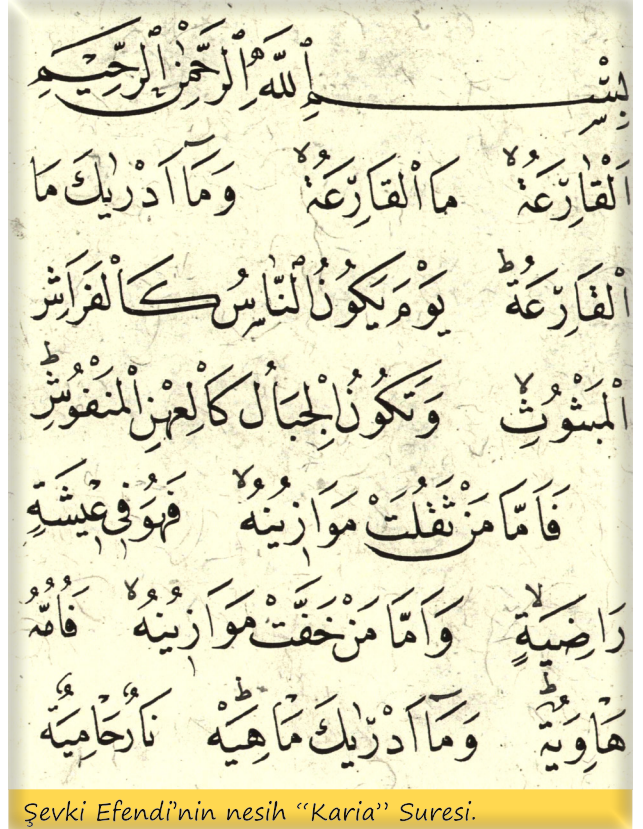 بِسْمِ اللّٰهِ الرَّحْمٰنِ الرَّحِيمِ
اَلْقَارِعَةُ ۙ مَا الْقَارِعَةُ ۙ وَمَٓا اَدْرٰيكَ مَا
الْقَارِعَةُ ۜ يَوْمَ يَكُونُ النَّاسُ كَالْفَرَاشِ
الْمَبْثُوثِ ۙ وَتَكُونُ الْجِبَالُ كَالْعِهْنِ الْمَنْفُوشِ ۜ
فَاَمَّا مَنْ ثَقُلَتْ مَوَازِينُهُ ۙ فَهُوَ فِي عِيشَةٍ
رَاضِيَةٍ ۙ وَاَمَّا مَنْ خَفَّتْ مَوَازِينُهُ ۙ فَاُمُّهُ
هَاوِيَةٌ ۜ وَمَٓا اَدْرٰيكَ مَا هِيَهْ ۜ نَارٌ حَامِيَةٌ
Şevki Efendi’nin nesih “Karia” Suresi.